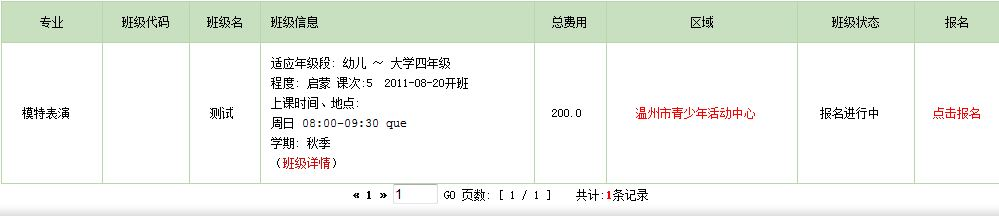 专业 班级代码 班级名 班级信息 总费用 区域 班级状态 报名
适应年级段: 幼儿 ～ 大学四年级
程度: 启蒙 课次:5 2011-08-20开班
上课时间、地点:
模特表演 测试 200.0 温州市青少年活动中心 报名进行中 点击报名
周日 08:00-09:30 que
学期: 秋季
（班级详情）
« 1 » 1 GO 页数: [ 1 / 1 ] 共计:1条记录